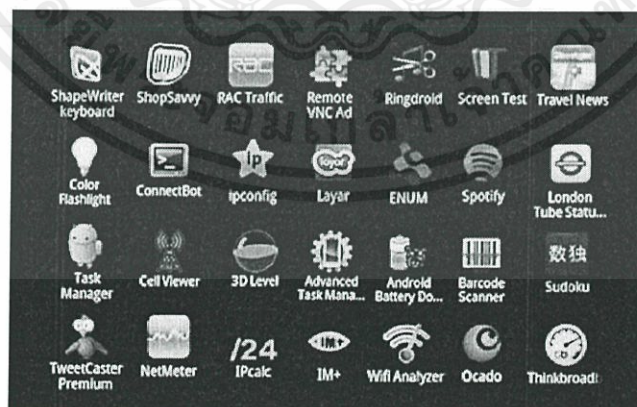 ShapeWriter keyboard
ShopSavvy
RAC
RAC Traffic
Remote VNC Ad
Ringdroid
Screen Test
Travel News
Color Flashlight
ConnectBot
ip
ipconfig
layar
Layar
ENUM
Spotify
London Tube Statu...
Task Manager
Cell Viewer
3D Level
Advanced Task Mana...
Android Battery Do...
Barcode Scanner
数独
Sudoku
TweetCaster Premium
NetMeter
/24
IPcalc
IM+
IM+
Wifi Analyzer
Ocado
Thinkbroadb